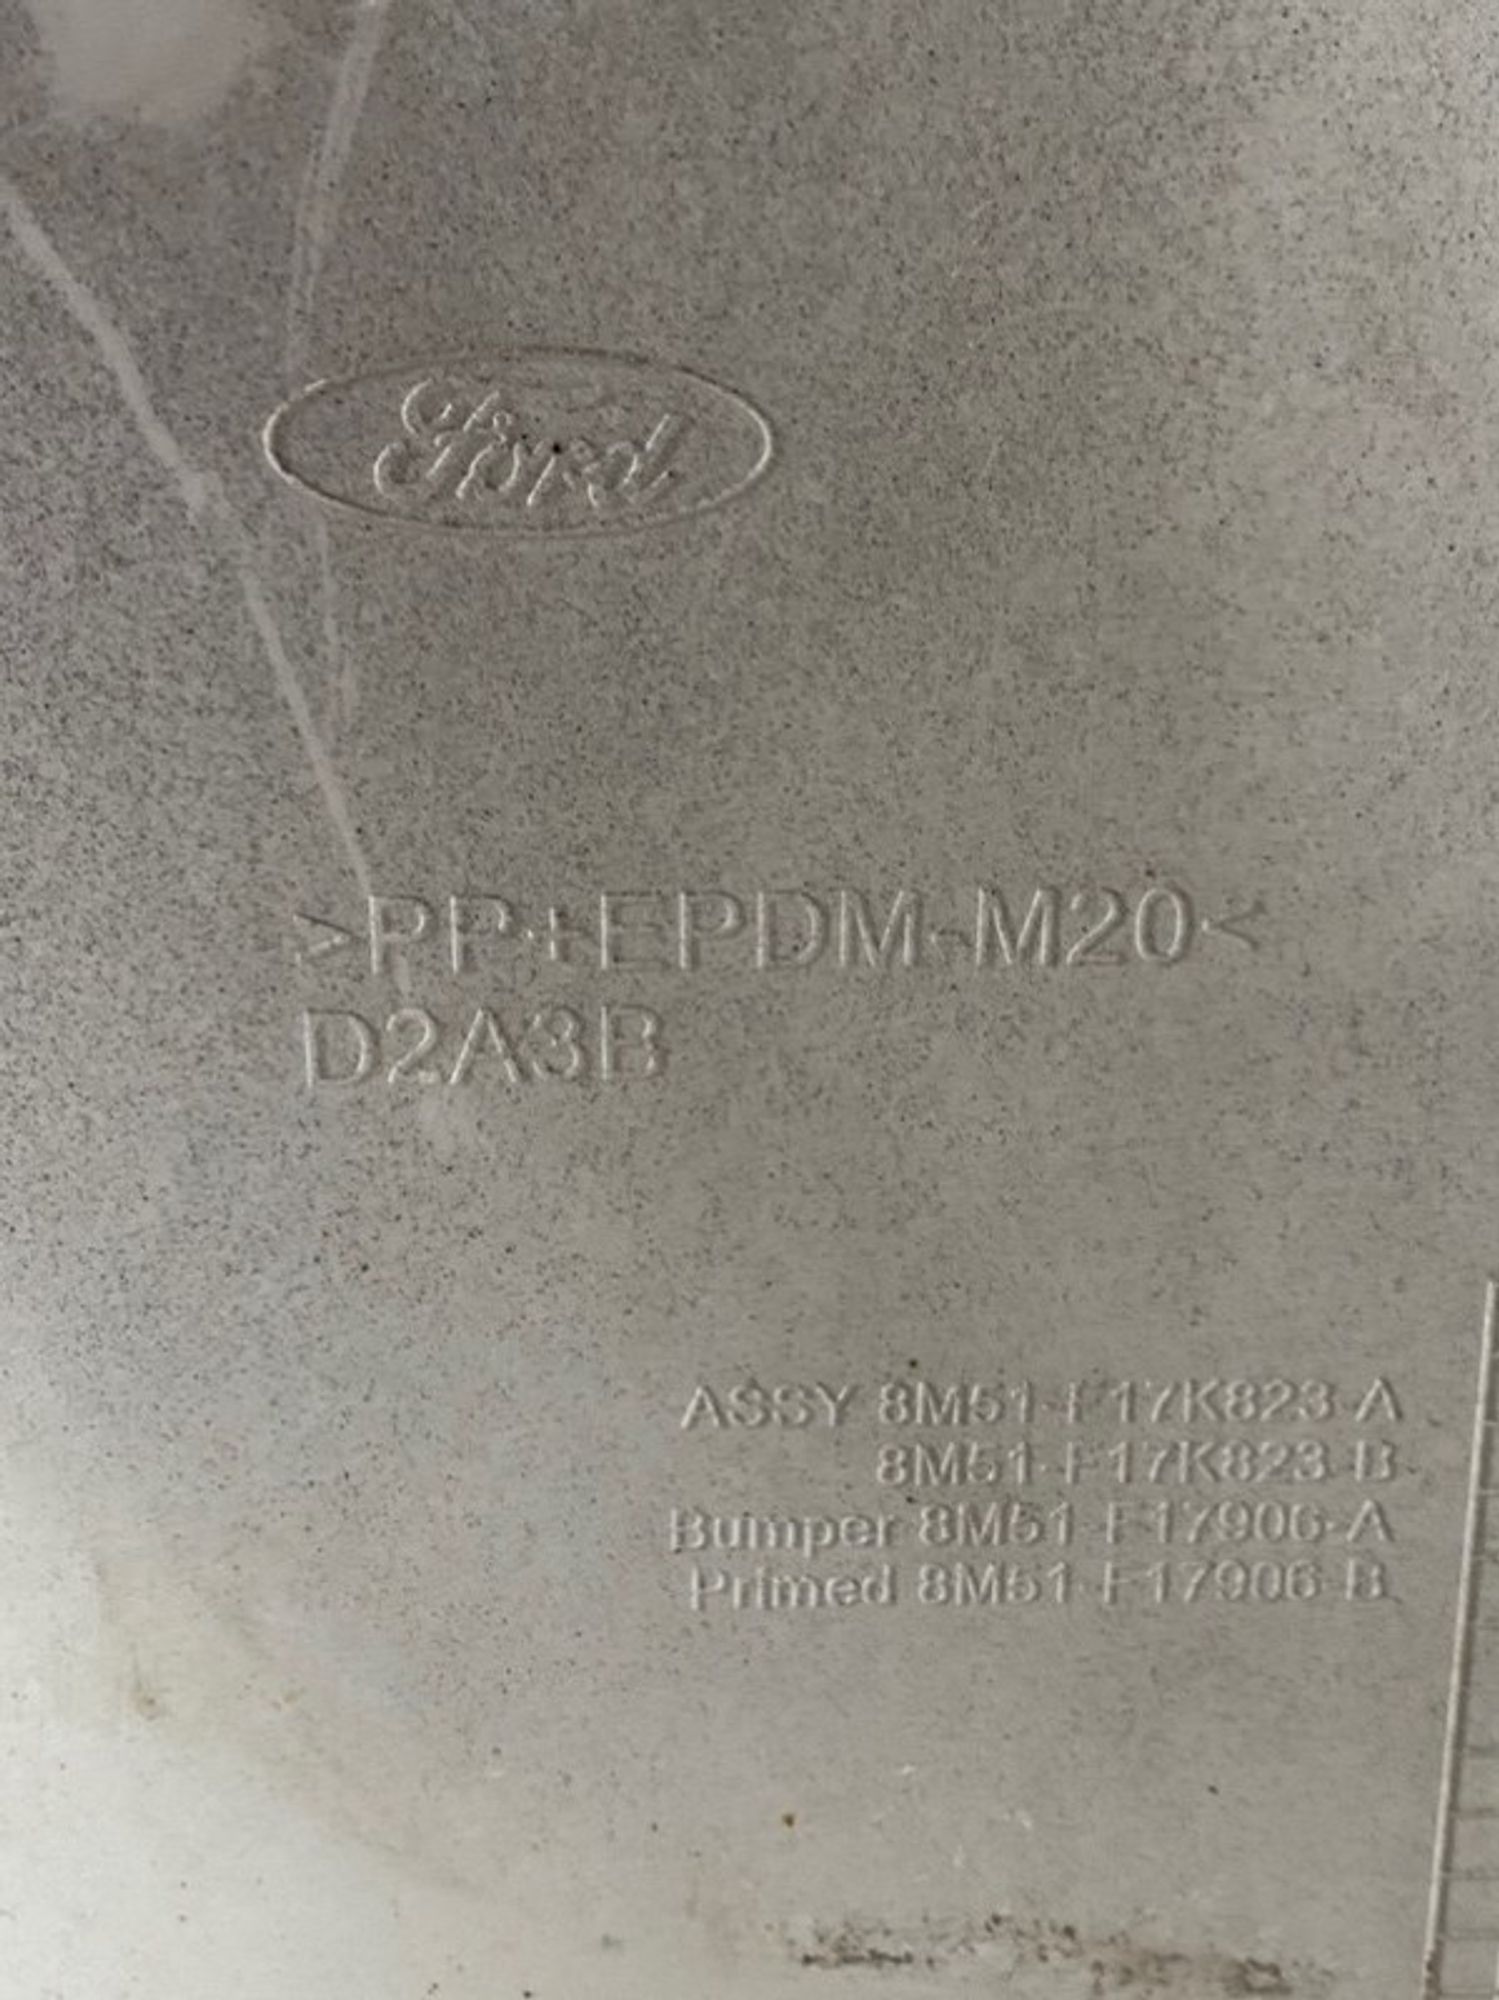 Ford
>PP+EPDM-M20<
D2A3B
ASSY 8M51-F17K823-A
8M51-F17K823-B
Bumper 8M51-F17906-A
Primed 8M51-F17906-B